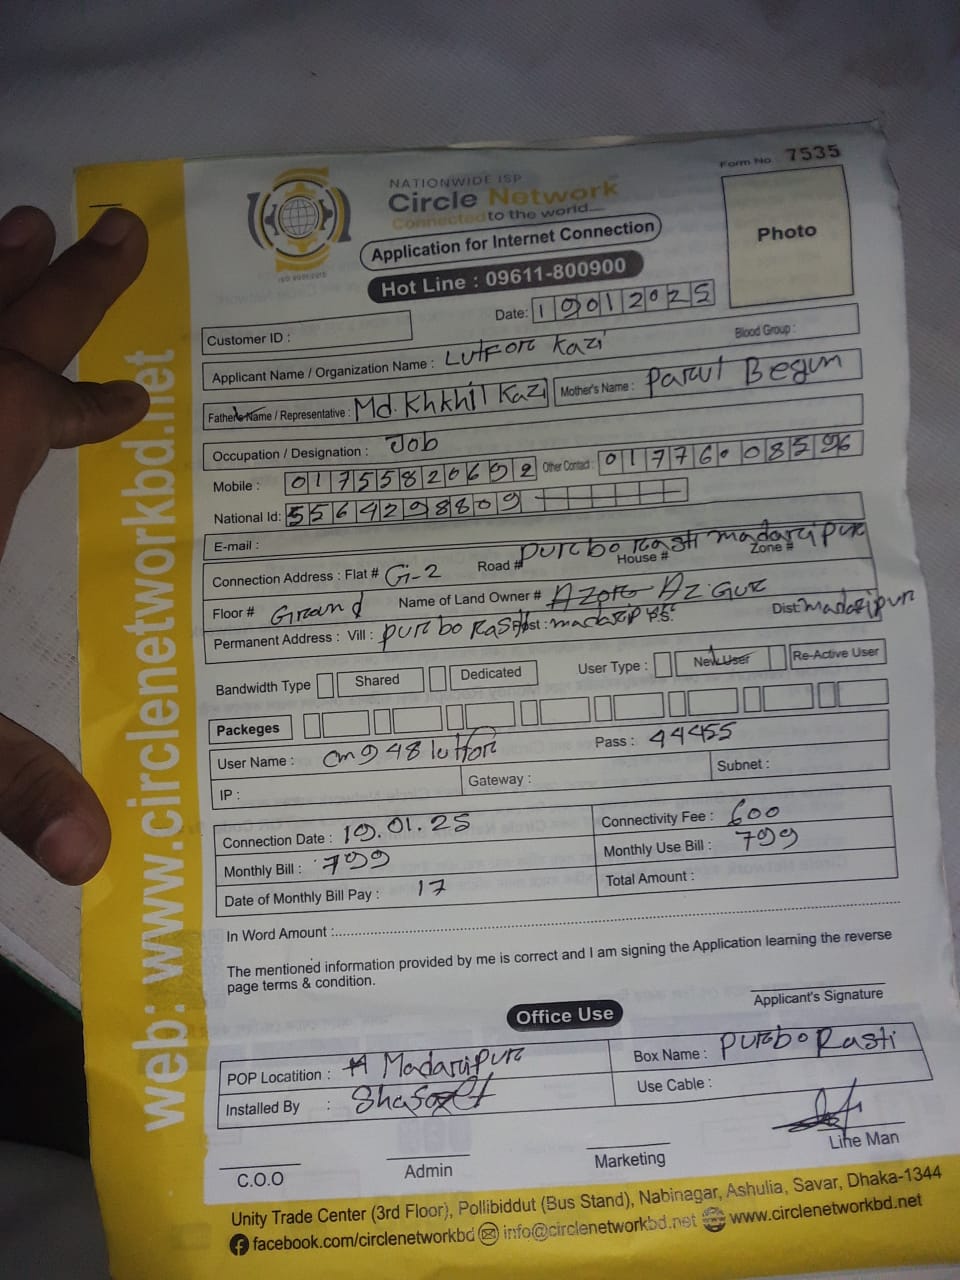 Form No. 7535
NATIONWIDE ISP
Circle Network
Connected to the world....
Application for Internet Connection
Hot Line : 09611-800900
Photo
ISO 9001:2015
Date: 19012025
Customer ID :
Applicant Name / Organization Name : Lutfor Kazi Blood Group :
Father's Name / Representative : Md. Khkhil Kazi Mother's Name : Parul Begum
Occupation / Designation : Job
Mobile : 01755820692 Other Contact : 01776008596
National Id: 5564298809
E-mail :
Connection Address : Flat # G-2 Road # House # Zone # Purbo Rasti madaripur
Floor # Ground Name of Land Owner #
Permanent Address : Vill : Purbo Rasti Post : madarip P.S. Dist: madaripur
Bandwidth Type Shared Dedicated User Type : New User Re-Active User
Packeges
User Name : cm948lutfor Pass : 44455
IP : Gateway : Subnet :
Connection Date : 19.01.25 Connectivity Fee : 600
Monthly Bill : 799 Monthly Use Bill : 799
Date of Monthly Bill Pay : 17 Total Amount :
In Word Amount :
The mentioned information provided by me is correct and I am signing the Application learning the reverse
page terms & condition.
Applicant's Signature
Office Use
POP Locatition : Madaripur Box Name : Purbo Rasti
Installed By : Use Cable :
C.O.O Admin Marketing Line Man
Unity Trade Center (3rd Floor), Pollibiddut (Bus Stand), Nabinagar, Ashulia, Savar, Dhaka-1344
facebook.com/circlenetworkbd info@circlenetworkbd.net www.circlenetworkbd.net
web: www.circlenetworkbd.net